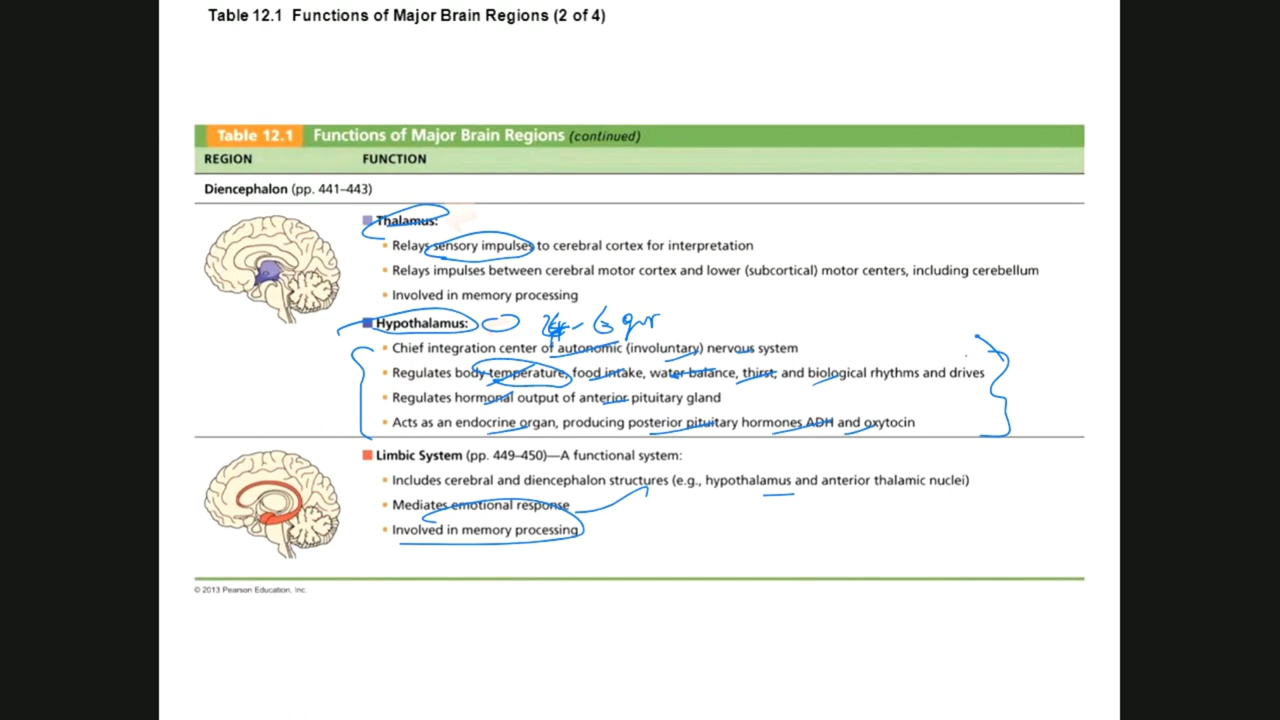 Table 12.1 Functions of Major Brain Regions (2 of 4)
Table 12.1 Functions of Major Brain Regions (continued)
REGION FUNCTION
Diencephalon (pp. 441–443)
Thalamus:
• Relays sensory impulses to cerebral cortex for interpretation
• Relays impulses between cerebral motor cortex and lower (subcortical) motor centers, including cerebellum
• Involved in memory processing
Hypothalamus:
• Chief integration center of autonomic (involuntary) nervous system
• Regulates body temperature, food intake, water balance, thirst, and biological rhythms and drives
• Regulates hormonal output of anterior pituitary gland
• Acts as an endocrine organ, producing posterior pituitary hormones ADH and oxytocin
Limbic System (pp. 449–450)—A functional system:
• Includes cerebral and diencephalon structures (e.g., hypothalamus and anterior thalamic nuclei)
• Mediates emotional response
• Involved in memory processing
© 2013 Pearson Education, Inc.